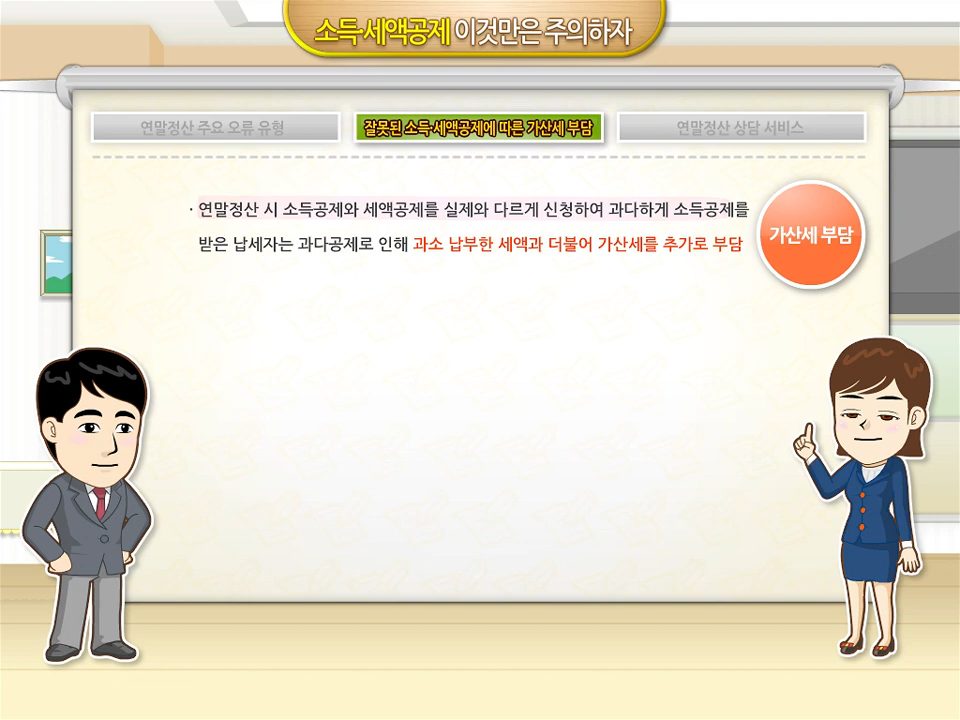 소득·세액공제 이것만은 주의하자
연말정산 주요 오류 유형
잘못된 소득·세액공제에 따른 가산세 부담
연말정산 상담 서비스
· 연말정산 시 소득공제와 세액공제를 실제와 다르게 신청하여 과다하게 소득공제를
받은 납세자는 과다공제로 인해 과소 납부한 세액과 더불어 가산세를 추가로 부담
가산세 부담